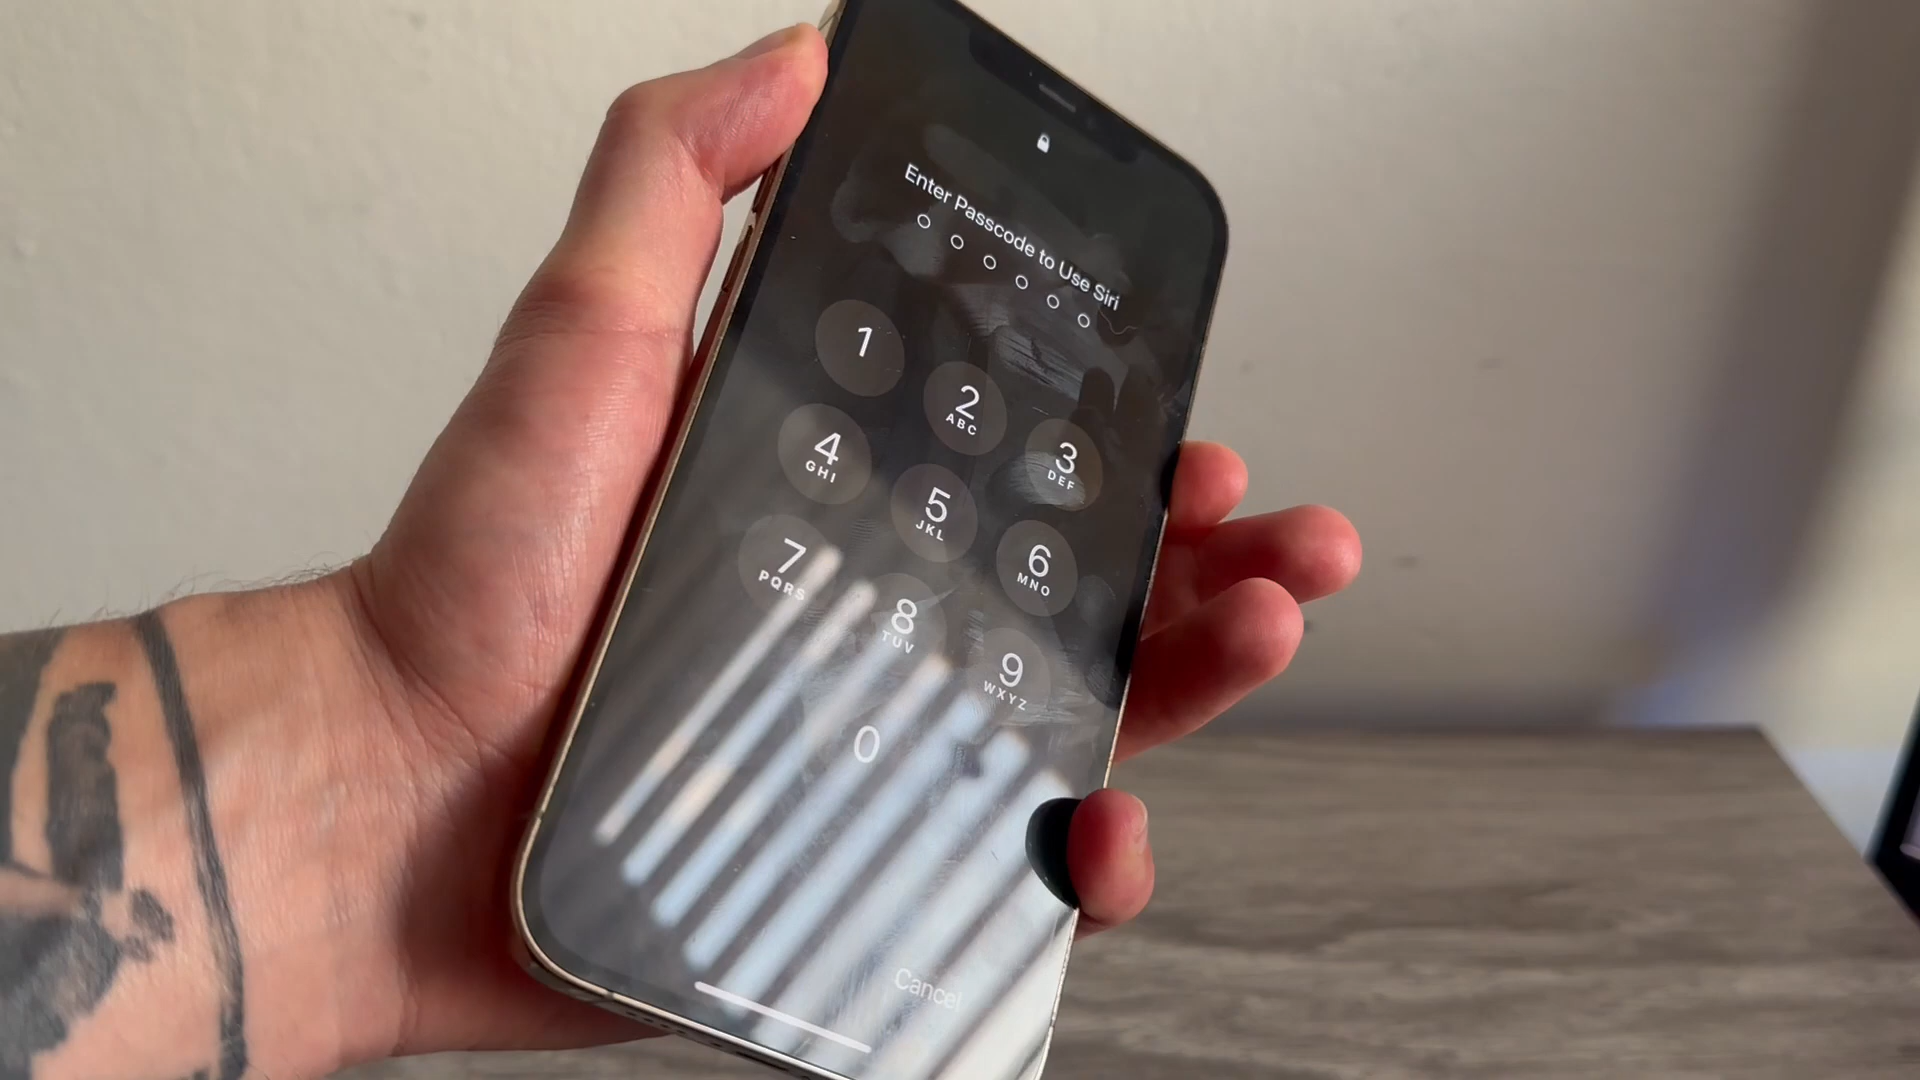 Enter Passcode to Use Siri
1
2
ABC
3
DEF
4
GHI
5
JKL
6
MNO
7
PQRS
8
TUV
9
WXYZ
0
Cancel